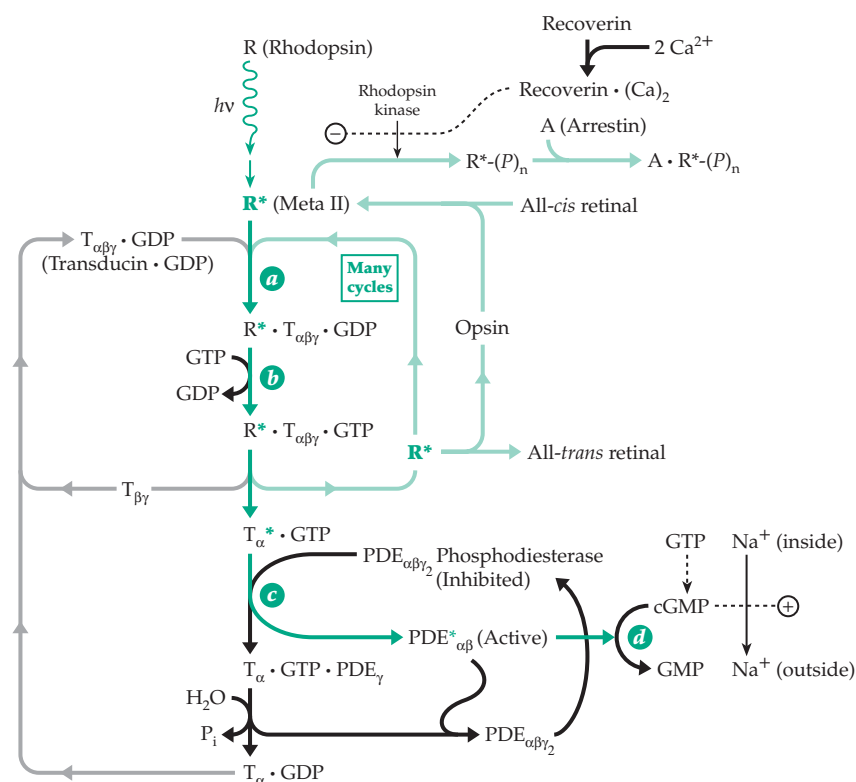 Recoverin
R (Rhodopsin)
2 Ca²⁺
Rhodopsin
kinase
Recoverin · (Ca)₂
hν
−
A (Arrestin)
R*-(P)ₙ
A · R*-(P)ₙ
R* (Meta II)
All-cis retinal
Tαβγ · GDP
(Transducin · GDP)
a
Many
cycles
R* · Tαβγ · GDP
Opsin
GTP
b
GDP
R* · Tαβγ · GTP
R*
All-trans retinal
Tβγ
Tα* · GTP
GTP
Na⁺ (inside)
PDEαβγ₂ Phosphodiesterase
(Inhibited)
c
cGMP
+
PDE*αβ (Active)
d
Tα · GTP · PDEγ
GMP
Na⁺ (outside)
H₂O
Pᵢ
PDEαβγ₂
Tα · GDP